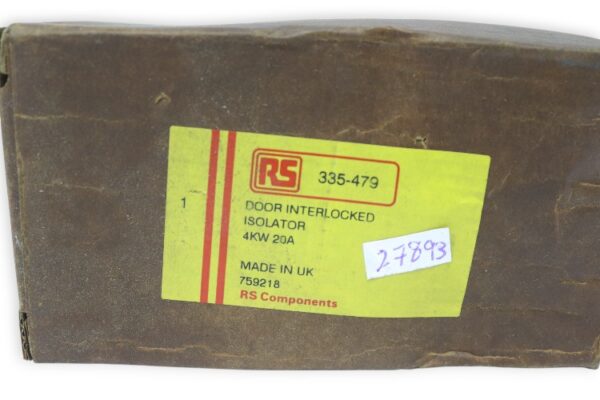 RS 335-479
1
DOOR INTERLOCKED
ISOLATOR
4KW 20A
27893
MADE IN UK
759218
RS Components